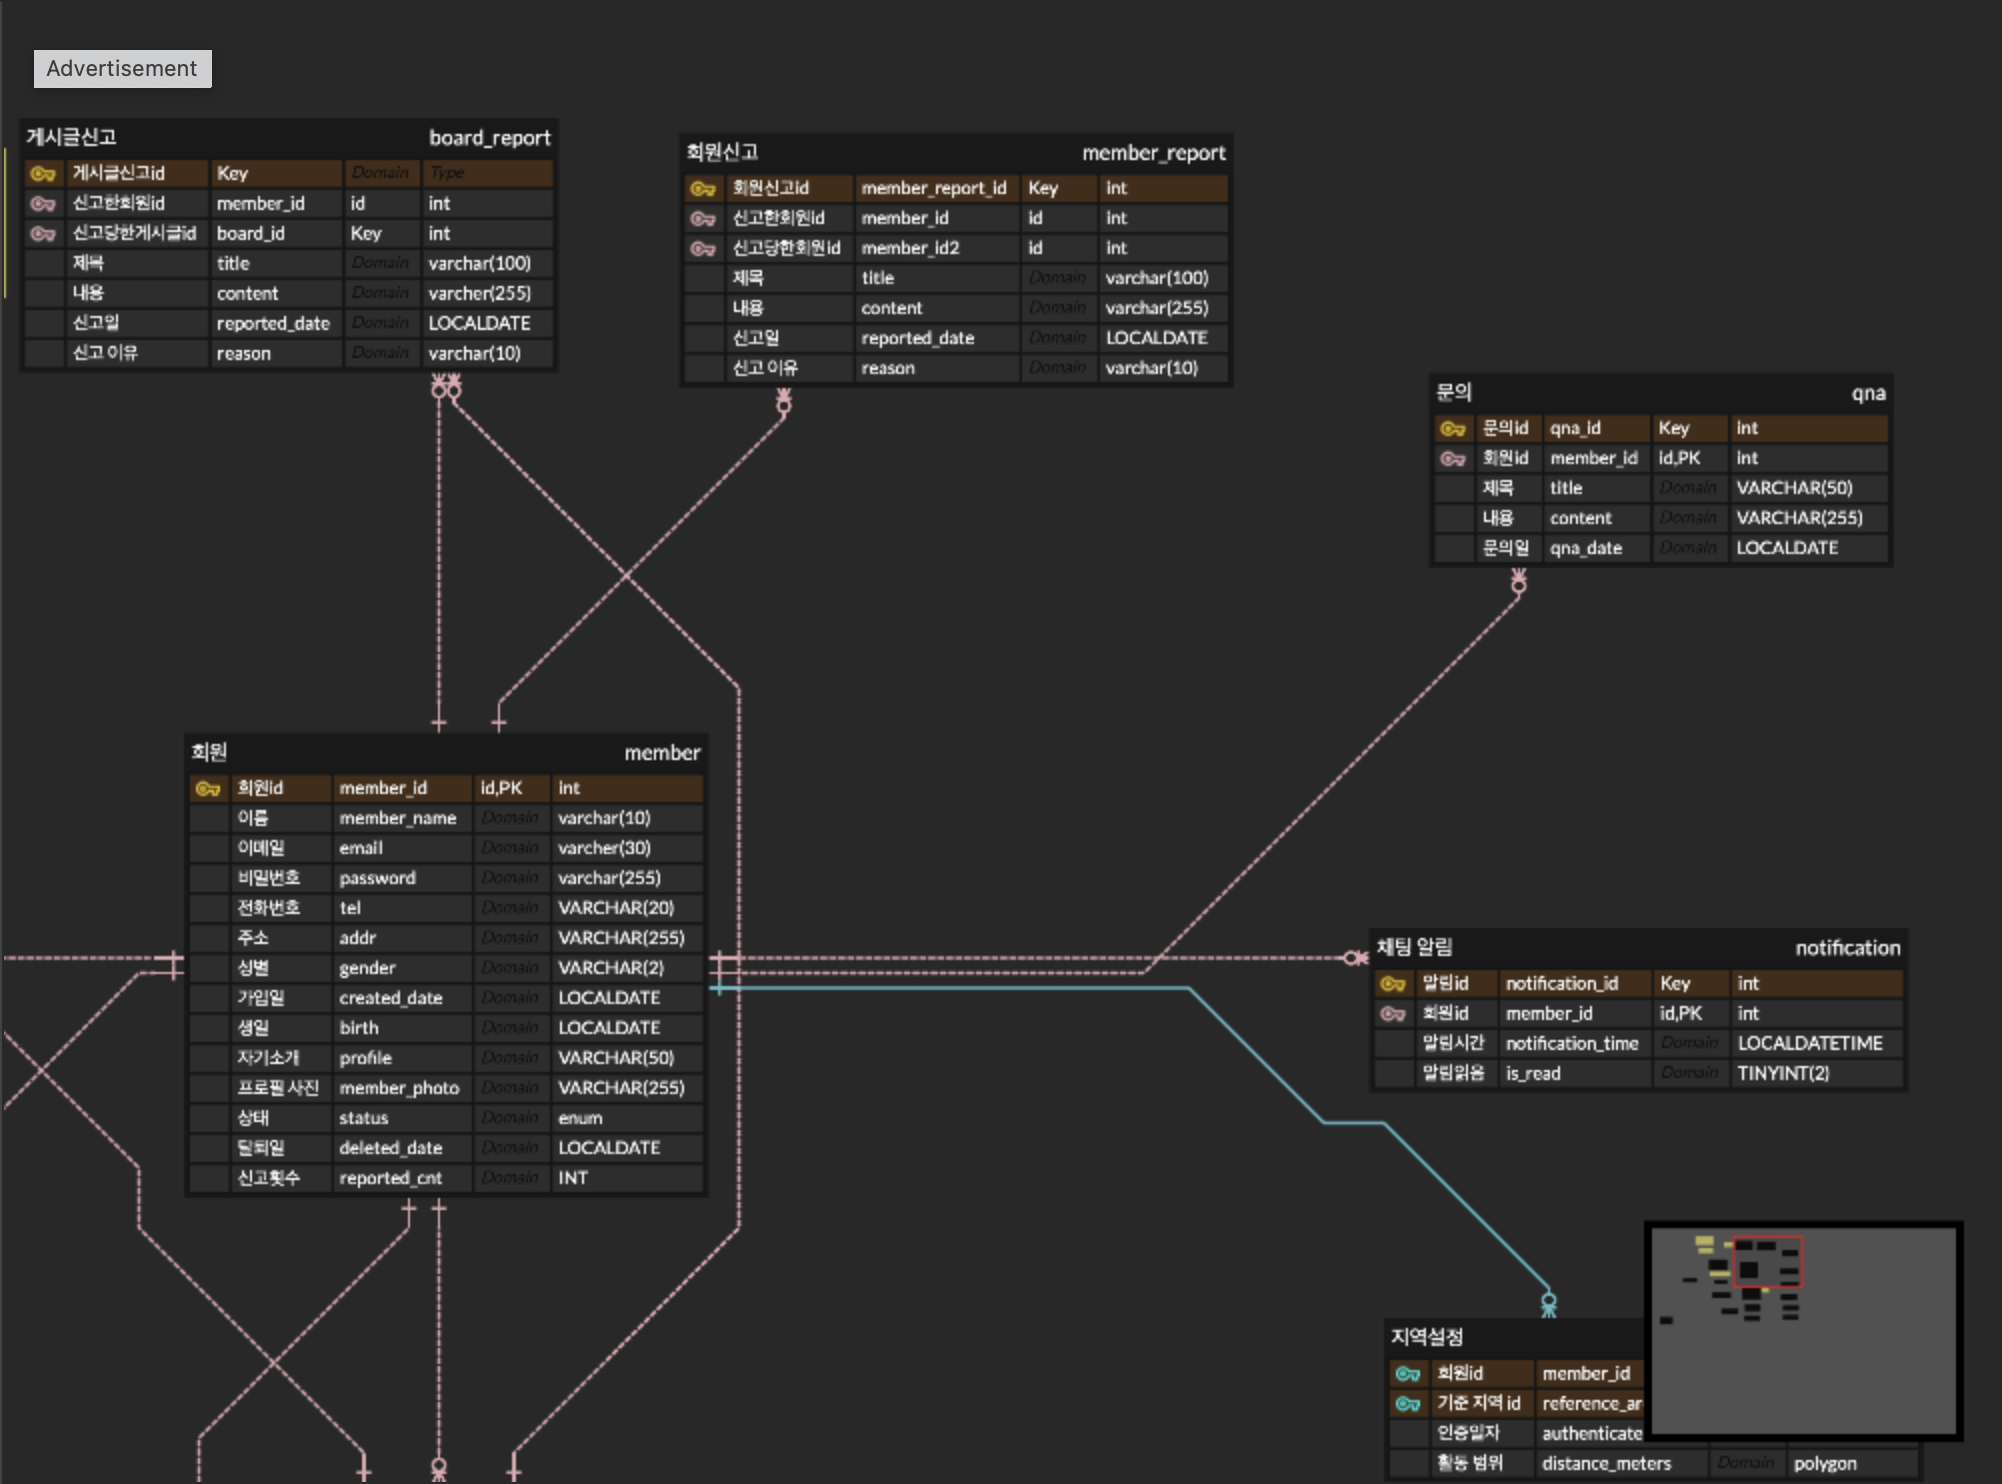 Advertisement
게시글신고 board_report
게시글신고id Key Domain Type
신고한회원id member_id id int
신고당한게시글id board_id Key int
제목 title Domain varchar(100)
내용 content Domain varcher(255)
신고일 reported_date Domain LOCALDATE
신고 이유 reason Domain varchar(10)
회원신고 member_report
회원신고id member_report_id Key int
신고한회원id member_id id int
신고당한회원id member_id2 id int
제목 title Domain varchar(100)
내용 content Domain varchar(255)
신고일 reported_date Domain LOCALDATE
신고 이유 reason Domain varchar(10)
문의 qna
문의id qna_id Key int
회원id member_id id,PK int
제목 title Domain VARCHAR(50)
내용 content Domain VARCHAR(255)
문의일 qna_date Domain LOCALDATE
회원 member
회원id member_id id,PK int
이름 member_name Domain varchar(10)
이메일 email Domain varcher(30)
비밀번호 password Domain varchar(255)
전화번호 tel Domain VARCHAR(20)
주소 addr Domain VARCHAR(255)
성별 gender Domain VARCHAR(2)
가입일 created_date Domain LOCALDATE
생일 birth Domain LOCALDATE
자기소개 profile Domain VARCHAR(50)
프로필 사진 member_photo Domain VARCHAR(255)
상태 status Domain enum
탈퇴일 deleted_date Domain LOCALDATE
신고횟수 reported_cnt Domain INT
채팅 알림 notification
알림id notification_id Key int
회원id member_id id,PK int
알림시간 notification_time Domain LOCALDATETIME
알림읽음 is_read Domain TINYINT(2)
지역설정
회원id member_id
기준 지역 id reference_ar
인증일자 authenticate
활동 범위 distance_meters Domain polygon